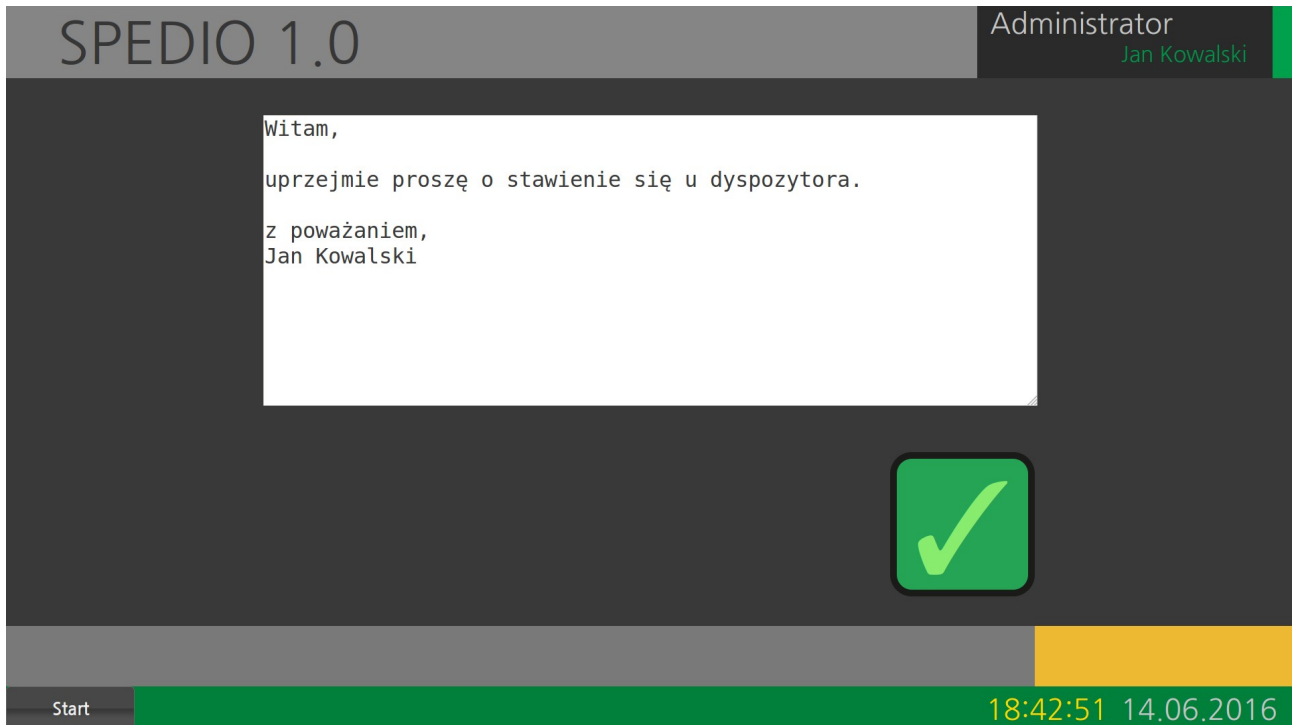 SPEDIO 1.0
Administrator
Jan Kowalski
Witam,
uprzejmie proszę o stawienie się u dyspozytora.
z poważaniem,
Jan Kowalski
Start
18:42:51 14.06.2016